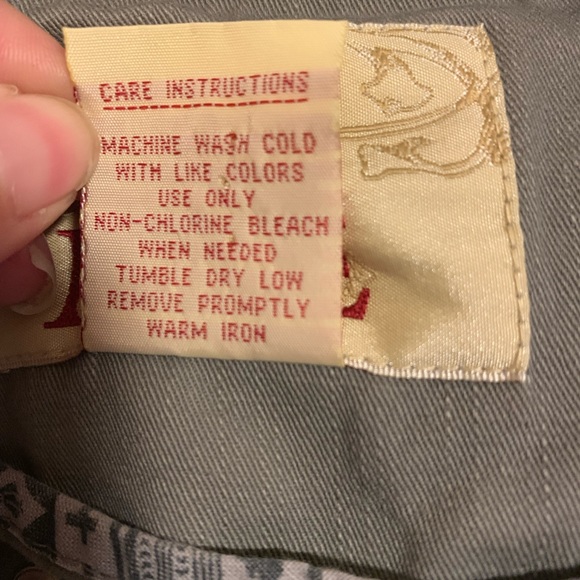 CARE INSTRUCTIONS
MACHINE WASH COLD
WITH LIKE COLORS
USE ONLY
NON-CHLORINE BLEACH
WHEN NEEDED
TUMBLE DRY LOW
REMOVE PROMPTLY
WARM IRON